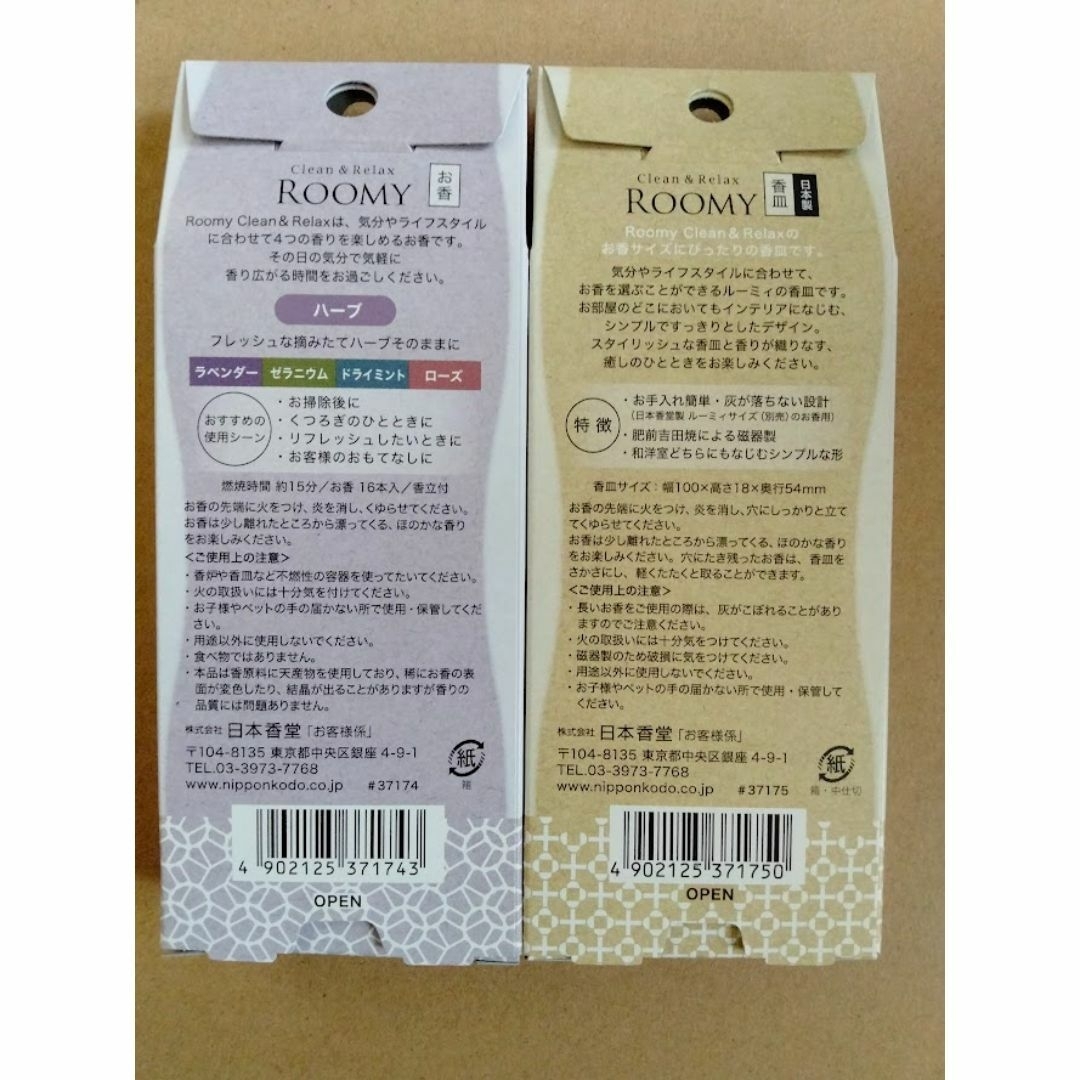 Clean & Relax
ROOMY
お香
Roomy Clean & Relaxは、気分やライフスタイル
に合わせて4つの香りを楽しめるお香です。
その日の気分で気軽に
香り広がる時間をお過ごしください。
ハーブ
フレッシュな摘みたてハーブそのままに
ラベンダー ゼラニウム ドライミント ローズ
おすすめの
使用シーン
・お掃除後に
・くつろぎのひとときに
・リフレッシュしたいときに
・お客様のおもてなしに
燃焼時間 約15分／お香 16本入／香立付
お香の先端に火をつけ、炎を消し、くゆらせてください。
お香は少し離れたところから漂ってくる、ほのかな香り
をお楽しみください。
＜ご使用上の注意＞
・香炉や香皿など不燃性の容器を使ってたいてください。
・火の取扱いには十分気を付けてください。
・お子様やペットの手の届かない所で使用・保管してくだ
さい。
・用途以外に使用しないでください。
・食べ物ではありません。
・本品は香原料に天産物を使用しており、稀にお香の表
面が変色したり、結晶が出ることがありますが香りの
品質には問題ありません。
株式会社 日本香堂「お客様係」
〒104-8135 東京都中央区銀座 4-9-1
TEL.03-3973-7768
www.nipponkodo.co.jp #37174
紙
箱
4 902125 371743
OPEN
Clean & Relax
ROOMY
香皿
日本製
Roomy Clean & Relaxの
お香サイズにぴったりの香皿です。
気分やライフスタイルに合わせて、
お香を選ぶことができるルーミィの香皿です。
お部屋のどこにおいてもインテリアになじむ、
シンプルですっきりとしたデザイン。
スタイリッシュな香皿と香りが織りなす、
癒しのひとときをお楽しみください。
特徴
・お手入れ簡単・灰が落ちない設計
（日本香堂製 ルーミィサイズ（別売）のお香用）
・肥前吉田焼による磁器製
・和洋室どちらにもなじむシンプルな形
香皿サイズ：幅100×高さ18×奥行54mm
お香の先端に火をつけ、炎を消し、穴にしっかりと立て
てくゆらせてください。
お香は少し離れたところから漂ってくる、ほのかな香り
をお楽しみください。穴にたき残ったお香は、香皿を
さかさにし、軽くたたくと取ることができます。
＜ご使用上の注意＞
・長いお香をご使用の際は、灰がこぼれることがあり
ますのでご注意ください。
・火の取扱いには十分気をつけてください。
・磁器製のため破損に気をつけてください。
・用途以外に使用しないでください。
・お子様やペットの手の届かない所で使用・保管して
ください。
株式会社 日本香堂「お客様係」
〒104-8135 東京都中央区銀座 4-9-1
TEL.03-3973-7768
www.nipponkodo.co.jp #37175
紙
箱・中仕切
4 902125 371750
OPEN